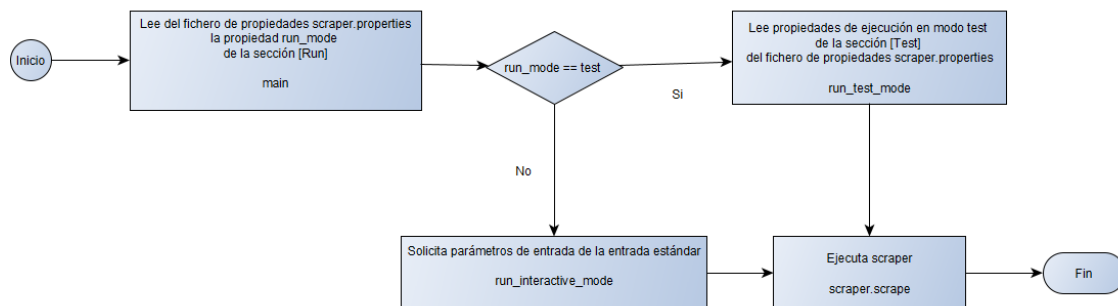 Inicio
Lee del fichero de propiedades scraper.properties
la propiedad run_mode
de la sección [Run]
main
run_mode == test
Si
No
Lee propiedades de ejecución en modo test
de la sección [Test]
del fichero de propiedades scraper.properties
run_test_mode
Solicita parámetros de entrada de la entrada estándar
run_interactive_mode
Ejecuta scraper
scraper.scrape
Fin